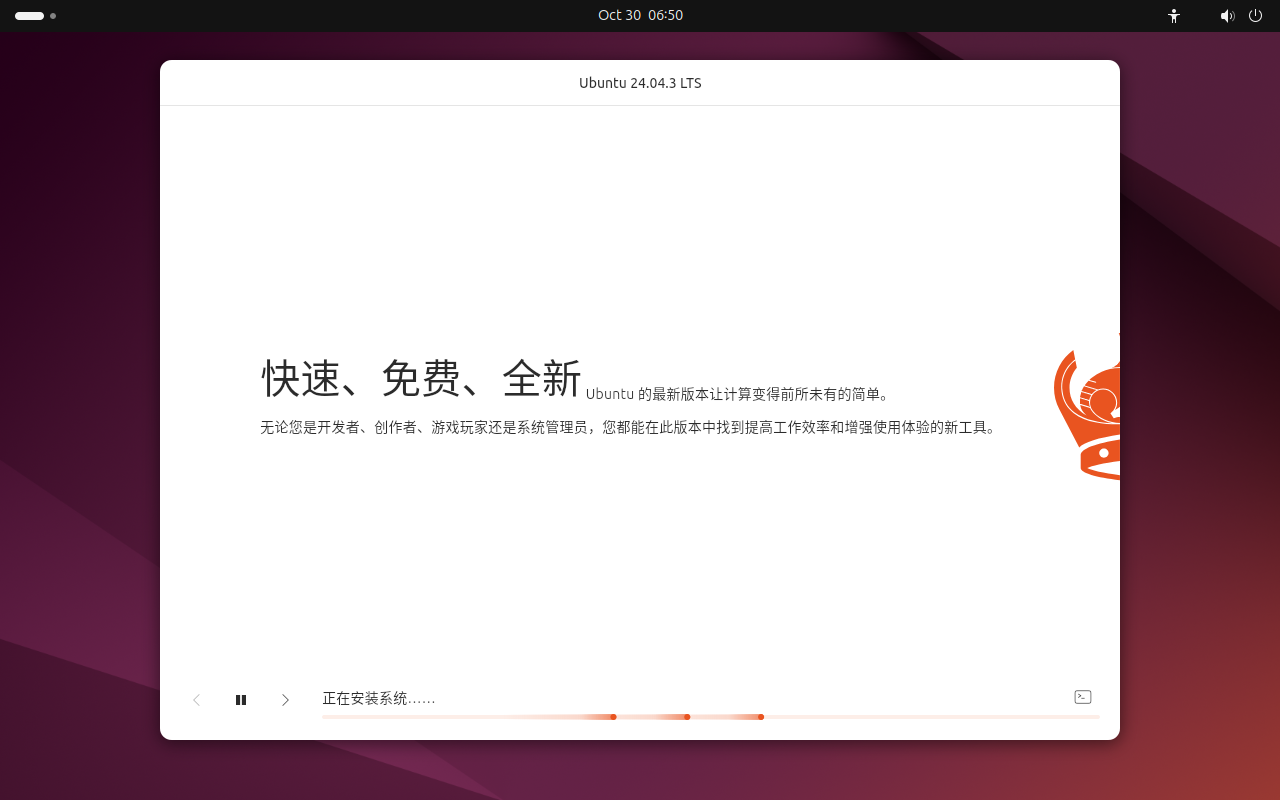 Oct 30 06:50
Ubuntu 24.04.3 LTS
快速、免费、全新 Ubuntu 的最新版本让计算变得前所未有的简单。
无论您是开发者、创作者、游戏玩家还是系统管理员，您都能在此版本中找到提高工作效率和增强使用体验的新工具。
正在安装系统……